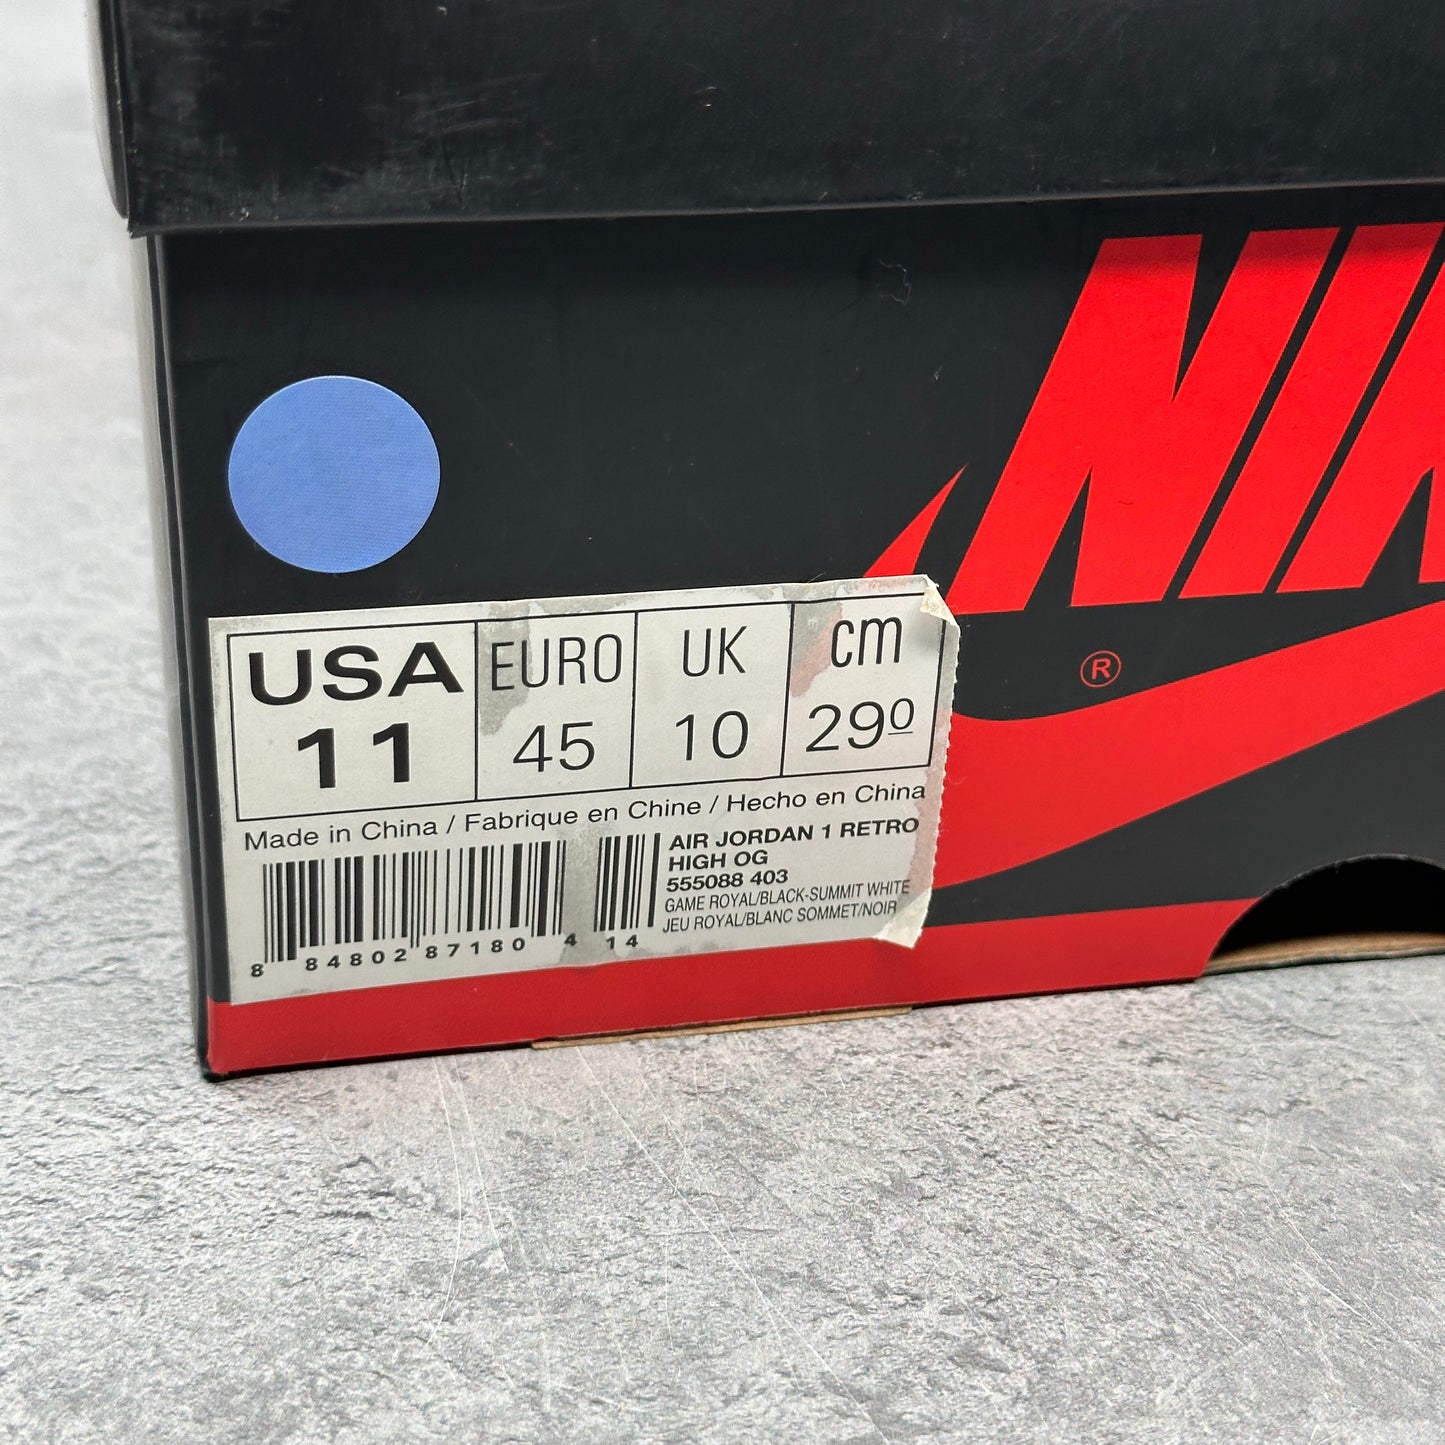 NIK
®
USA EURO UK cm
11 45 10 290
Made in China / Fabrique en Chine / Hecho en China
AIR JORDAN 1 RETRO
HIGH OG
555088 403
GAME ROYAL/BLACK-SUMMIT WHITE
JEU ROYAL/BLANC SOMMET/NOIR
8 84802 87180 4 14